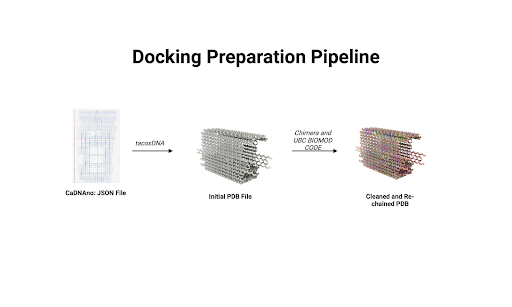 Docking Preparation Pipeline
tacoxDNA
Chimera and
UBC BIOMOD
CODE
CaDNAno: JSON File
Initial PDB File
Cleaned and Re-
chained PDB